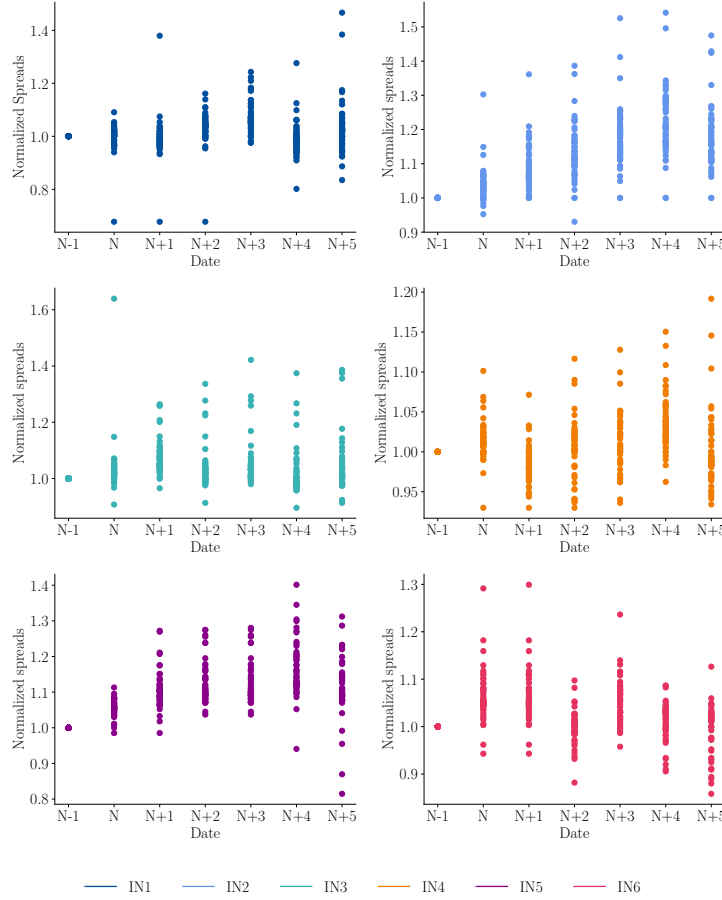 Normalized Spreads
1.4
1.2
1.0
0.8
N-1 N N+1 N+2 N+3 N+4 N+5
Date
Normalized spreads
1.5
1.4
1.3
1.2
1.1
1.0
0.9
N-1 N N+1 N+2 N+3 N+4 N+5
Date
Normalized spreads
1.6
1.4
1.2
1.0
N-1 N N+1 N+2 N+3 N+4 N+5
Date
Normalized spreads
1.20
1.15
1.10
1.05
1.00
0.95
N-1 N N+1 N+2 N+3 N+4 N+5
Date
Normalized spreads
1.4
1.3
1.2
1.1
1.0
0.9
0.8
N-1 N N+1 N+2 N+3 N+4 N+5
Date
Normalized spreads
1.3
1.2
1.1
1.0
0.9
N-1 N N+1 N+2 N+3 N+4 N+5
Date
IN1 IN2 IN3 IN4 IN5 IN6